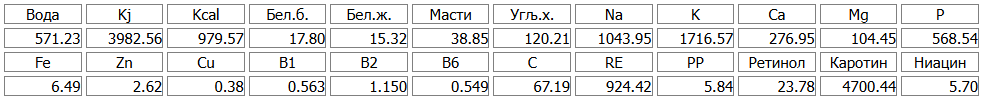 Вода Kj Kcal Бел.б. Бел.ж. Масти Угљ.х. Na K Ca Mg P
571.23 3982.56 979.57 17.80 15.32 38.85 120.21 1043.95 1716.57 276.95 104.45 568.54
Fe Zn Cu B1 B2 B6 C RE PP Ретинол Каротин Ниацин
6.49 2.62 0.38 0.563 1.150 0.549 67.19 924.42 5.84 23.78 4700.44 5.70